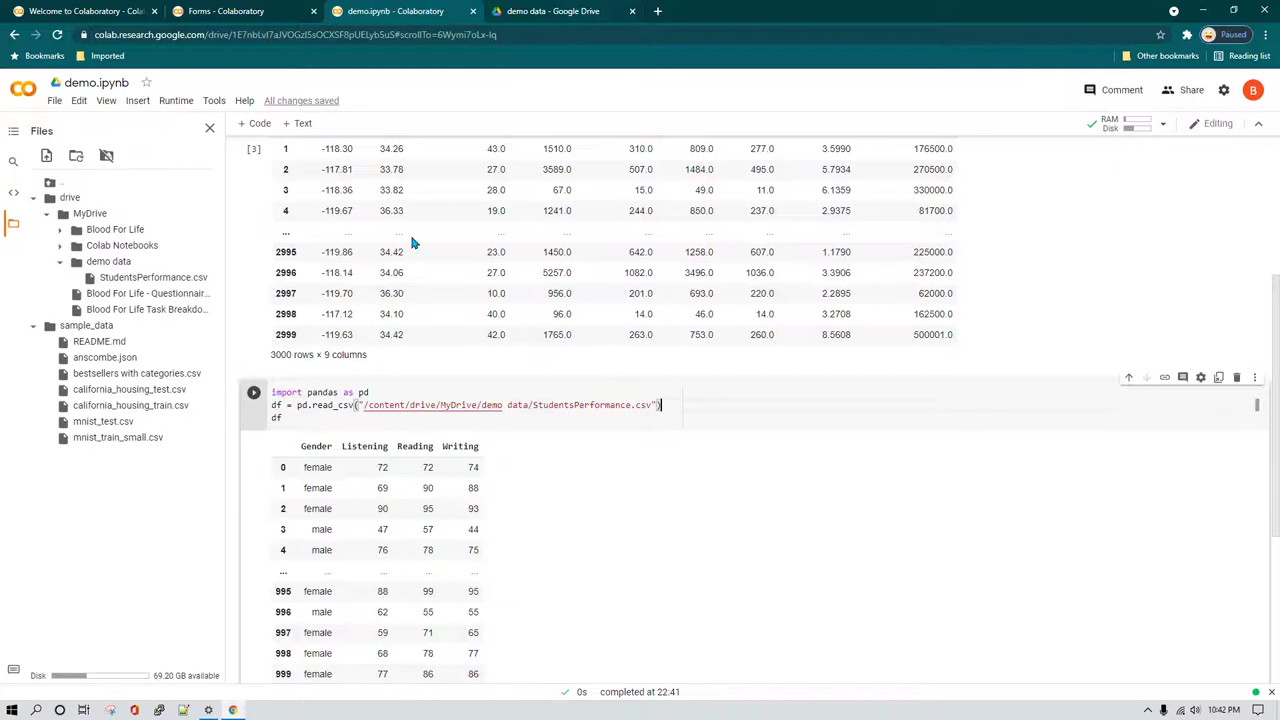 Welcome to Colaboratory - Colab
Forms - Colaboratory
demo.ipynb - Colaboratory
demo data - Google Drive
colab.research.google.com/drive/1E7nbLvI7aJVOGzI5sOCXSF8pUELyb5uS#scrollTo=6Wymi7oLx-Iq
Paused
Bookmarks
Imported
Other bookmarks
Reading list
demo.ipynb
File Edit View Insert Runtime Tools Help All changes saved
Comment
Share
B
Files
+ Code + Text
RAM
Disk
Editing
..
drive
MyDrive
Blood For Life
Colab Notebooks
demo data
StudentsPerformance.csv
Blood For Life - Questionnair...
Blood For Life Task Breakdo...
sample_data
README.md
anscombe.json
bestsellers with categories.csv
california_housing_test.csv
california_housing_train.csv
mnist_test.csv
mnist_train_small.csv
Disk 69.20 GB available
[3] 1 -118.30 34.26 43.0 1510.0 310.0 809.0 277.0 3.5990 176500.0
2 -117.81 33.78 27.0 3589.0 507.0 1484.0 495.0 5.7934 270500.0
3 -118.36 33.82 28.0 67.0 15.0 49.0 11.0 6.1359 330000.0
4 -119.67 36.33 19.0 1241.0 244.0 850.0 237.0 2.9375 81700.0
... ... ... ... ... ... ... ... ... ...
2995 -119.86 34.42 23.0 1450.0 642.0 1258.0 607.0 1.1790 225000.0
2996 -118.14 34.06 27.0 5257.0 1082.0 3496.0 1036.0 3.3906 237200.0
2997 -119.70 36.30 10.0 956.0 201.0 693.0 220.0 2.2895 62000.0
2998 -117.12 34.10 40.0 96.0 14.0 46.0 14.0 3.2708 162500.0
2999 -119.63 34.42 42.0 1765.0 263.0 753.0 260.0 8.5608 500001.0
3000 rows × 9 columns
import pandas as pd
df = pd.read_csv("/content/drive/MyDrive/demo data/StudentsPerformance.csv")
df
Gender Listening Reading Writing
0 female 72 72 74
1 female 69 90 88
2 female 90 95 93
3 male 47 57 44
4 male 76 78 75
... ... ... ... ...
995 female 88 99 95
996 male 62 55 55
997 female 59 71 65
998 female 68 78 77
999 female 77 86 86
0s completed at 22:41
10:42 PM